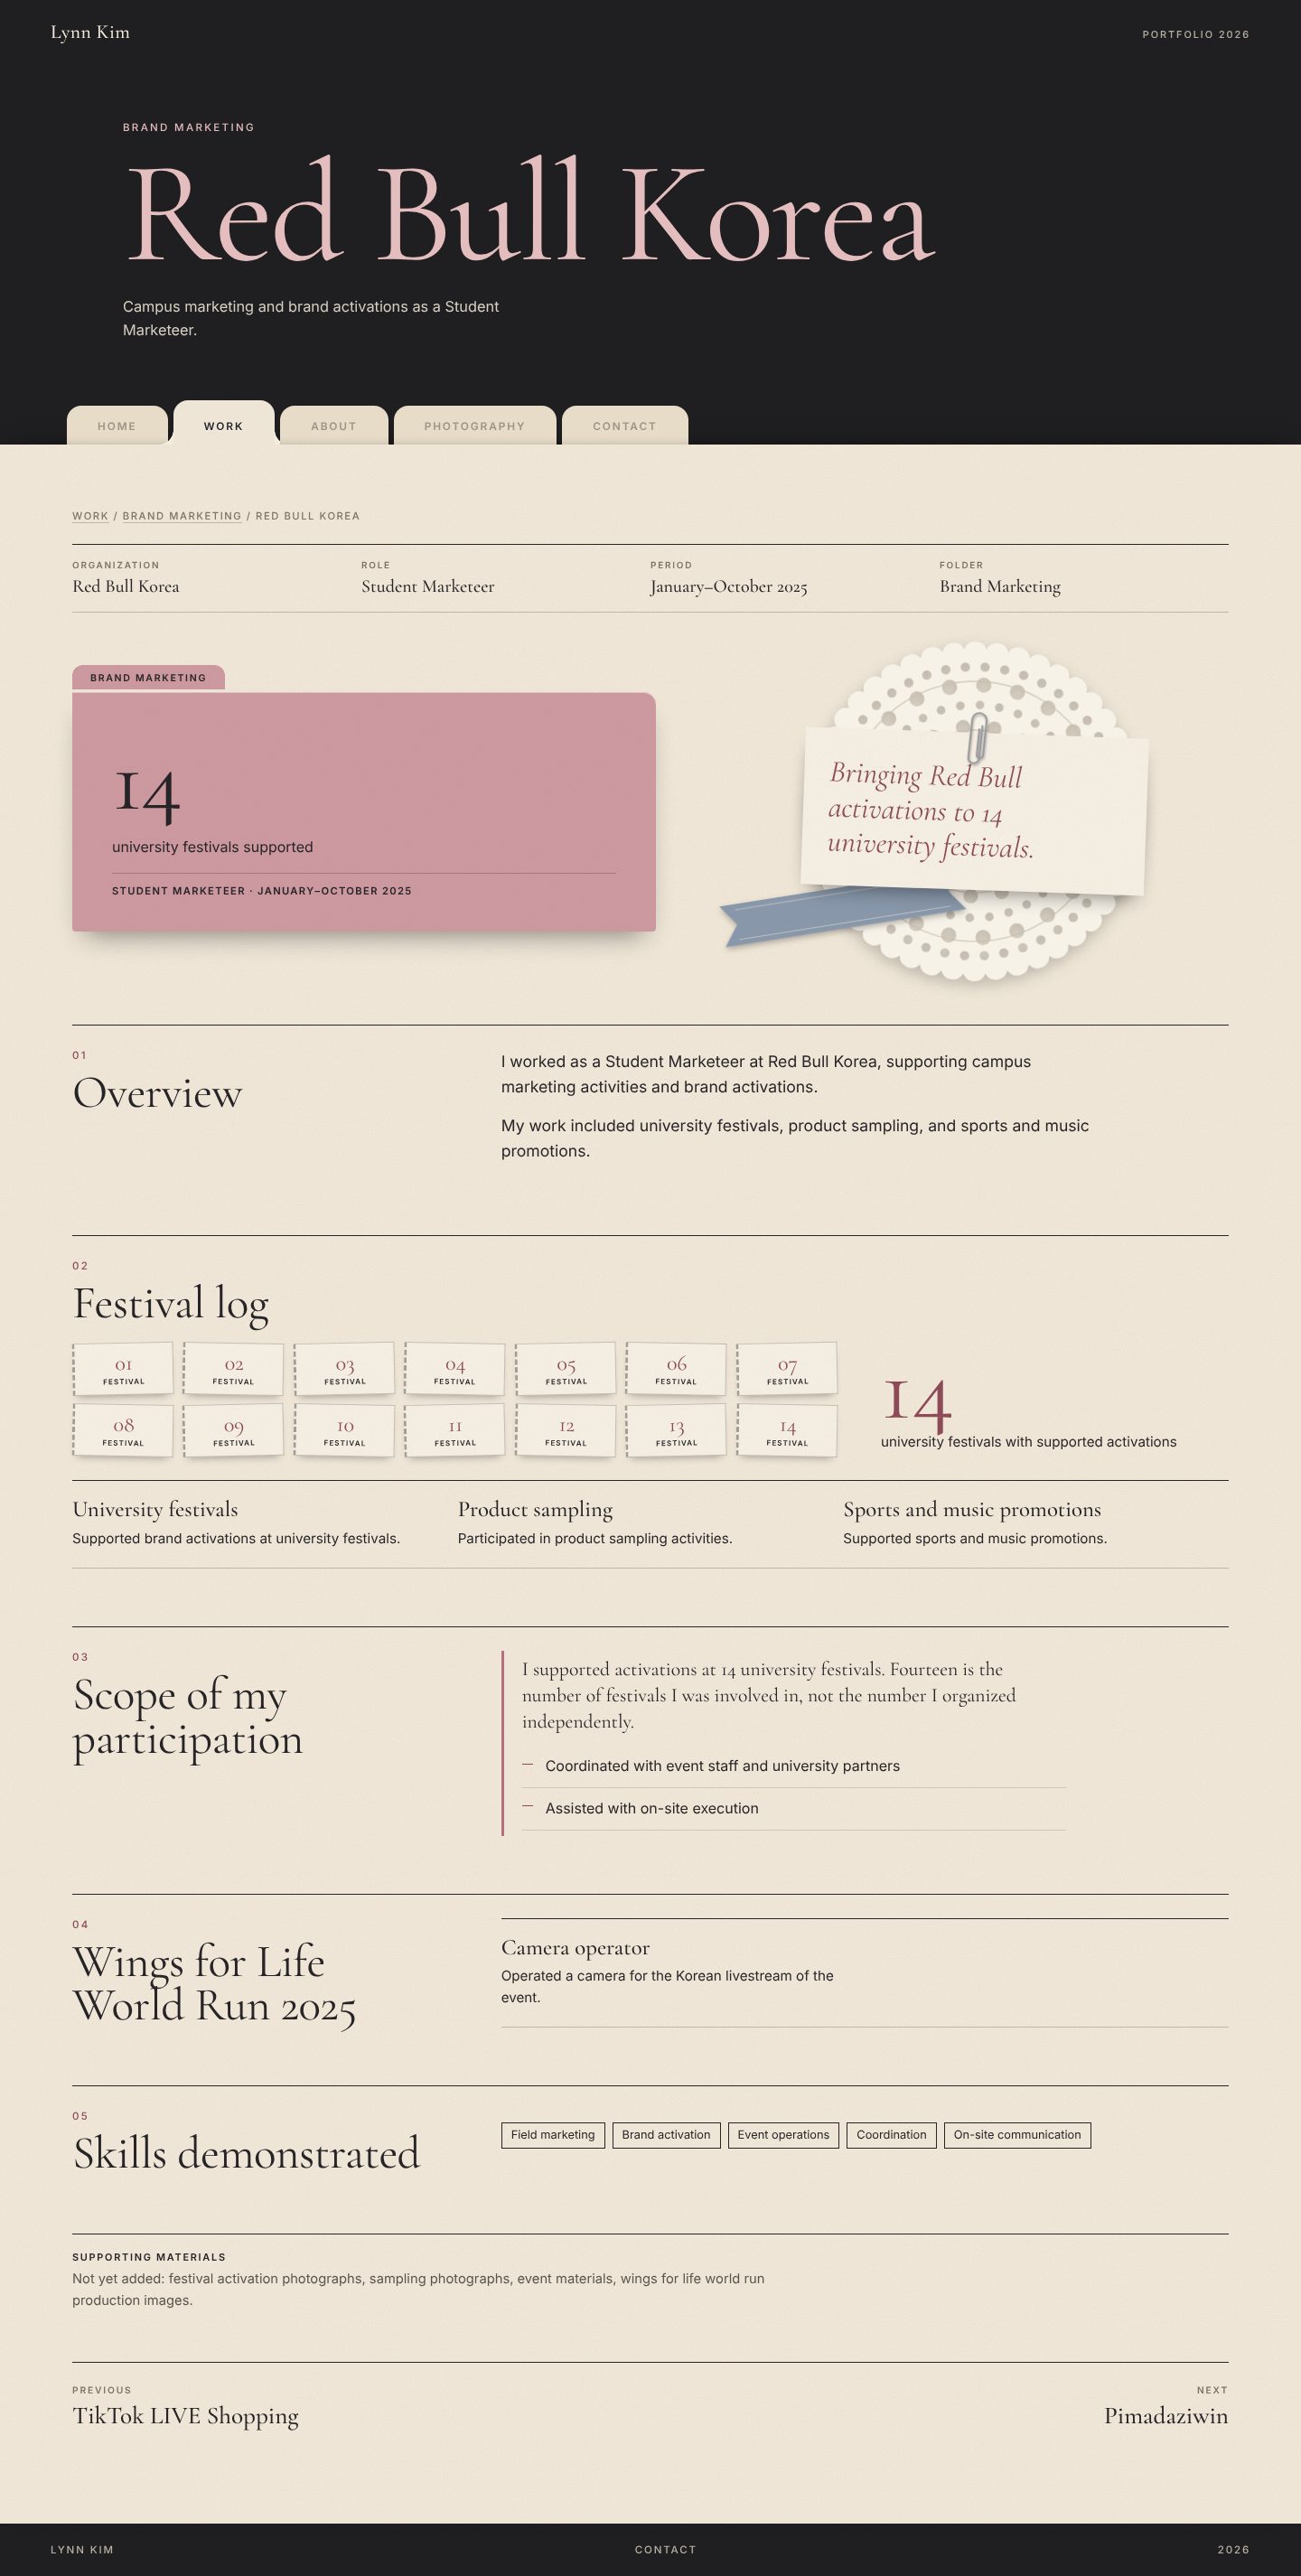 Lynn Kim
PORTFOLIO 2026
BRAND MARKETING
Red Bull Korea
Campus marketing and brand activations as a Student
Marketeer.
HOME
WORK
ABOUT
PHOTOGRAPHY
CONTACT
WORK / BRAND MARKETING / RED BULL KOREA
ORGANIZATION
Red Bull Korea
ROLE
Student Marketeer
PERIOD
January–October 2025
FOLDER
Brand Marketing
BRAND MARKETING
14
university festivals supported
STUDENT MARKETEER · JANUARY–OCTOBER 2025
Bringing Red Bull
activations to 14
university festivals.
01
Overview
I worked as a Student Marketeer at Red Bull Korea, supporting campus
marketing activities and brand activations.
My work included university festivals, product sampling, and sports and music
promotions.
02
Festival log
01
FESTIVAL
02
FESTIVAL
03
FESTIVAL
04
FESTIVAL
05
FESTIVAL
06
FESTIVAL
07
FESTIVAL
08
FESTIVAL
09
FESTIVAL
10
FESTIVAL
11
FESTIVAL
12
FESTIVAL
13
FESTIVAL
14
FESTIVAL
14
university festivals with supported activations
University festivals
Supported brand activations at university festivals.
Product sampling
Participated in product sampling activities.
Sports and music promotions
Supported sports and music promotions.
03
Scope of my
participation
I supported activations at 14 university festivals. Fourteen is the
number of festivals I was involved in, not the number I organized
independently.
— Coordinated with event staff and university partners
— Assisted with on-site execution
04
Wings for Life
World Run 2025
Camera operator
Operated a camera for the Korean livestream of the
event.
05
Skills demonstrated
Field marketing
Brand activation
Event operations
Coordination
On-site communication
SUPPORTING MATERIALS
Not yet added: festival activation photographs, sampling photographs, event materials, wings for life world run
production images.
PREVIOUS
TikTok LIVE Shopping
NEXT
Pimadaziwin
LYNN KIM
CONTACT
2026